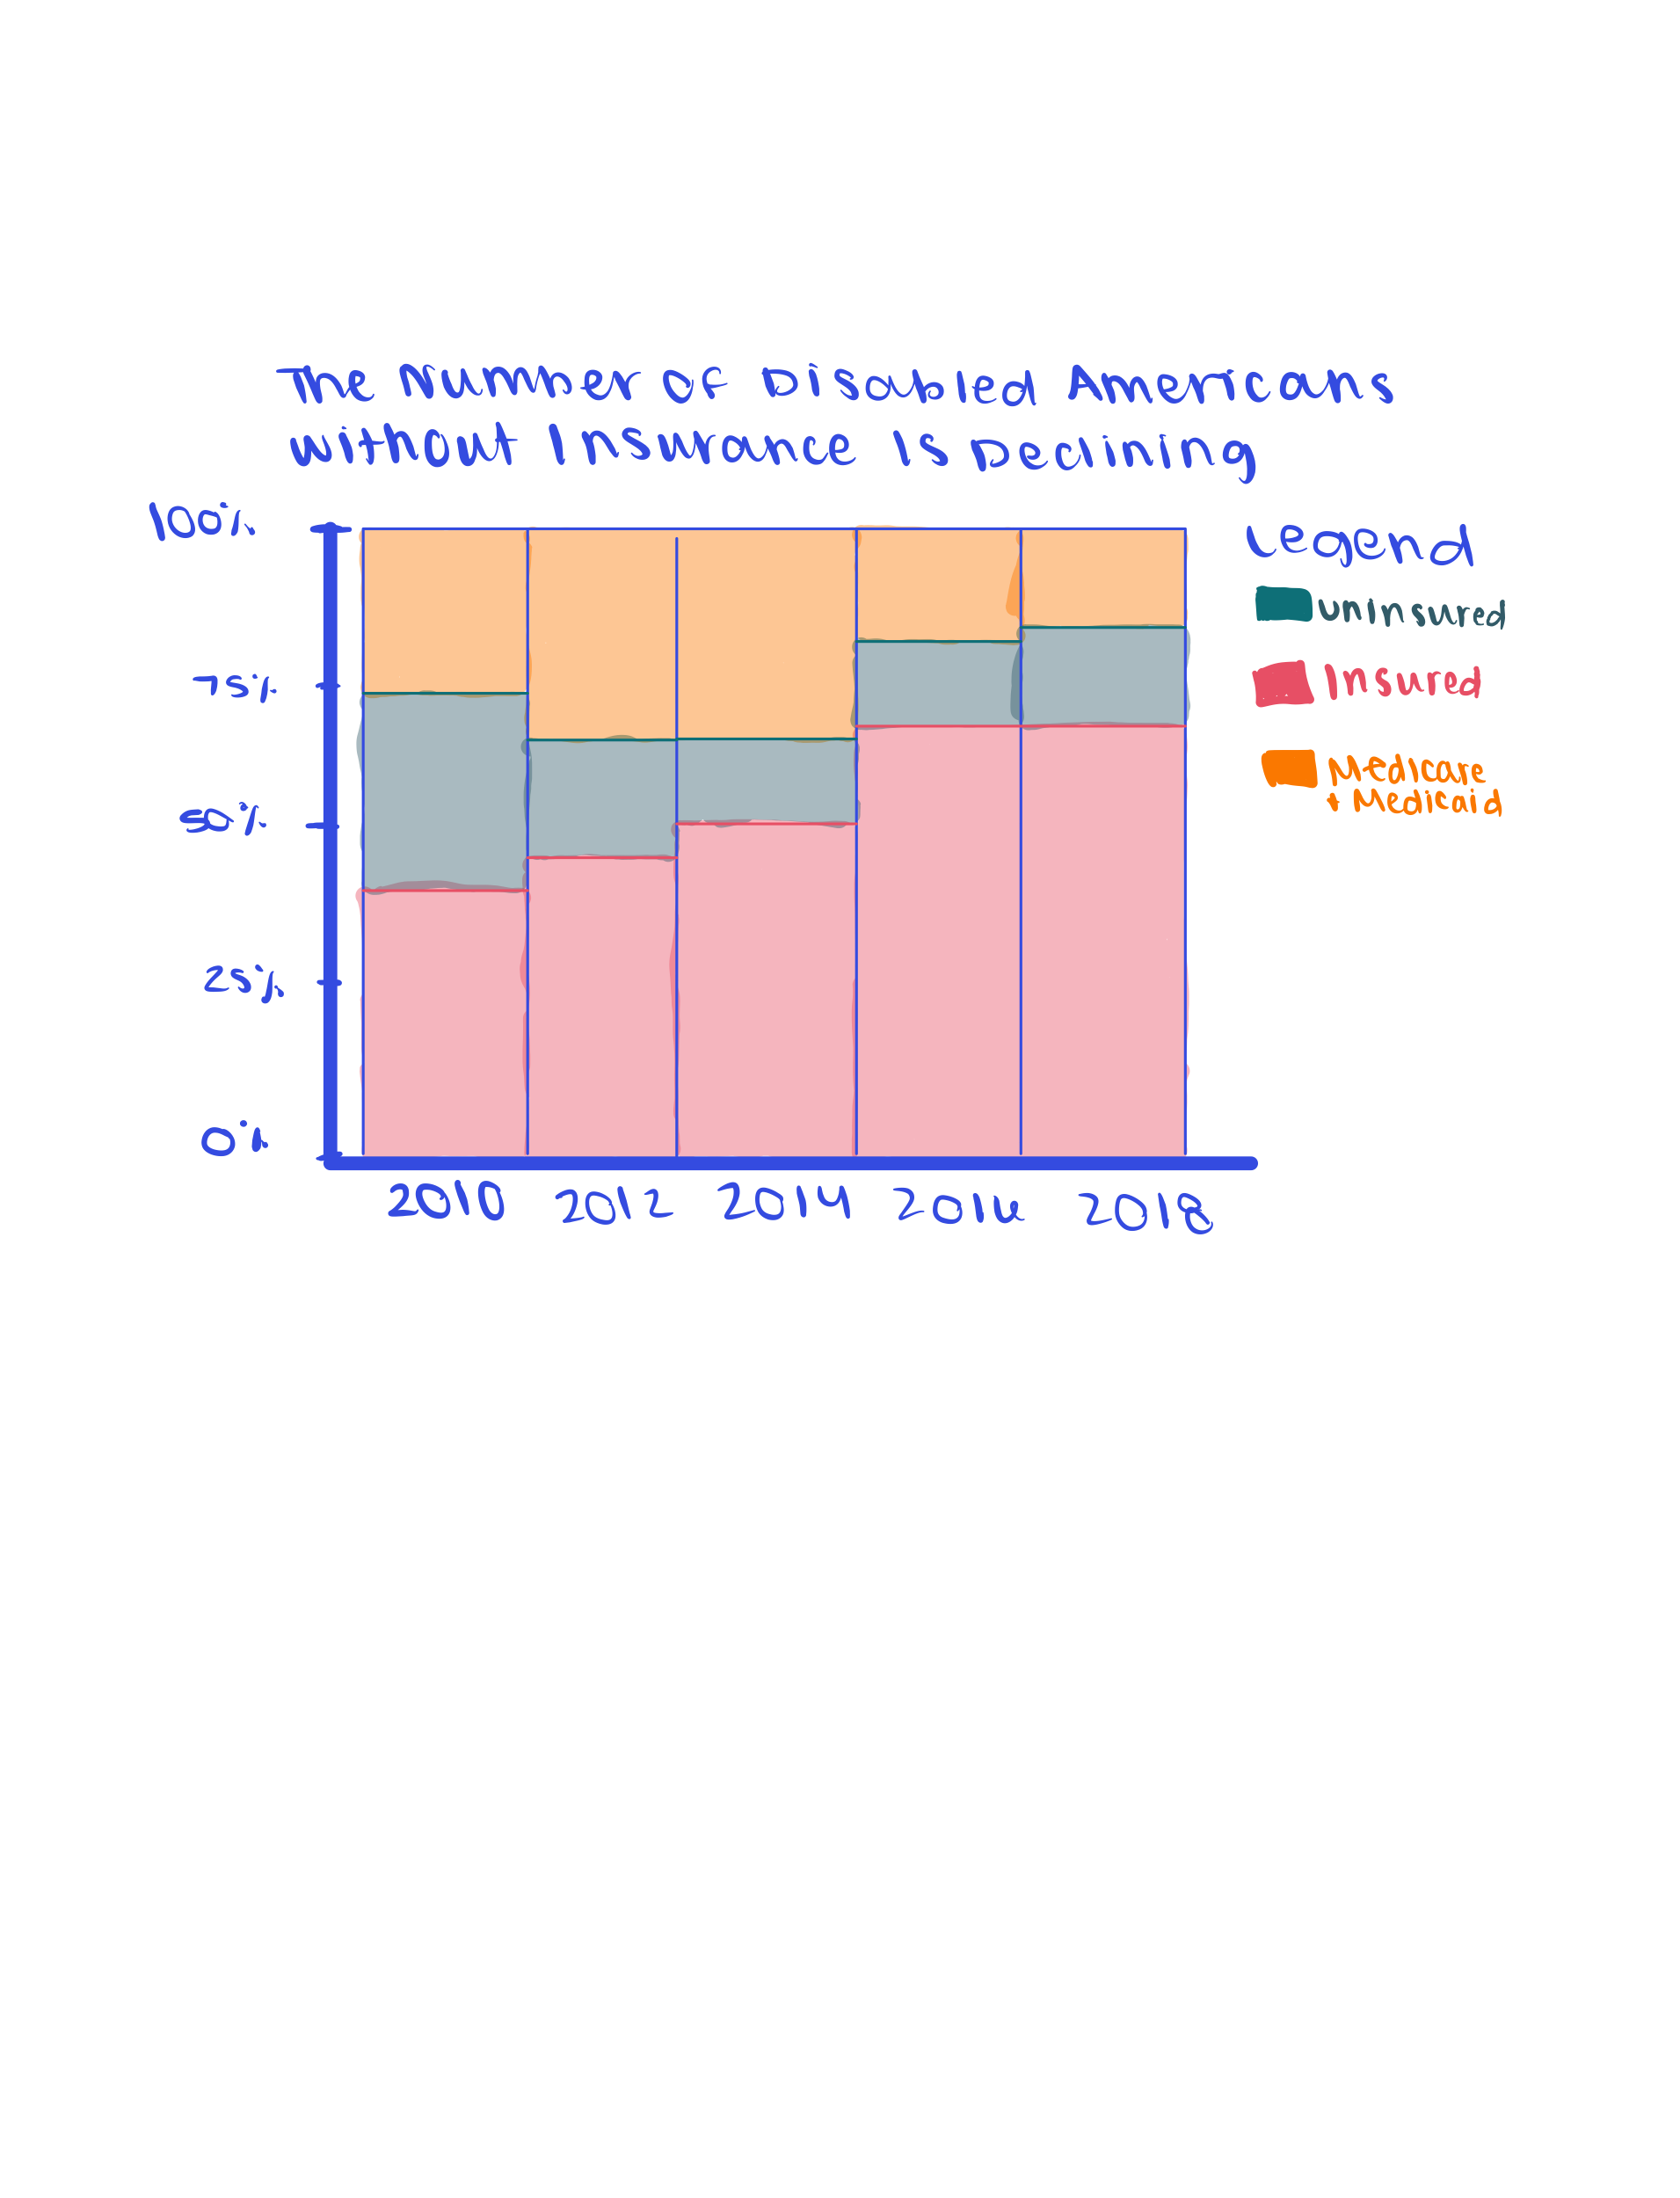 The Number of Disabled Americans
without Insurance Is Declining
100%
75%
50%
25%
0%
2010 2012 2014 2016 2018
Legend
uninsured
Insured
Medicare
+ Medicaid